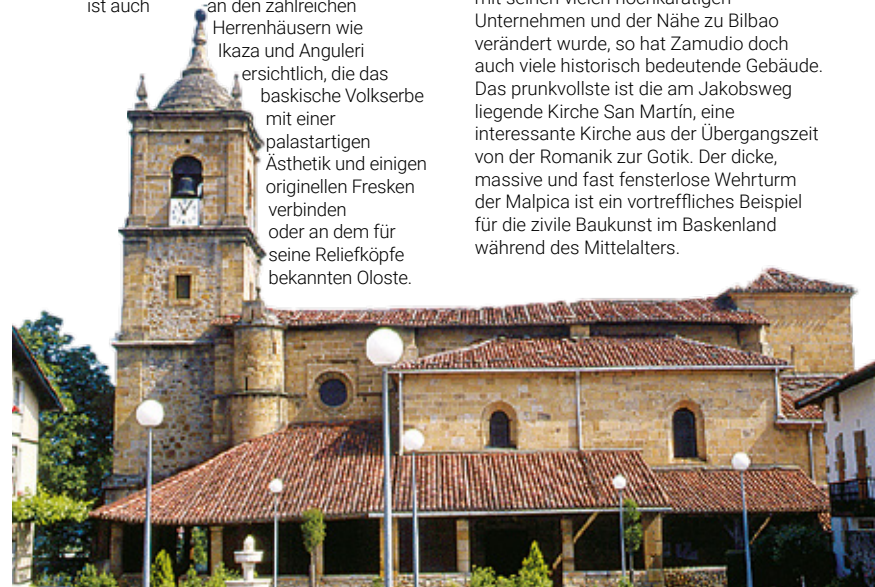 ist auch an den zahlreichen
Herrenhäusern wie
Ikaza und Anguleri
ersichtlich, die das
baskische Volkserbe
mit einer
palastartigen
Ästhetik und einigen
originellen Fresken
verbinden
oder an dem für
seine Reliefköpfe
bekannten Oloste.
mit seinen vielen hochkarätigen
Unternehmen und der Nähe zu Bilbao
verändert wurde, so hat Zamudio doch
auch viele historisch bedeutende Gebäude.
Das prunkvollste ist die am Jakobsweg
liegende Kirche San Martín, eine
interessante Kirche aus der Übergangszeit
von der Romanik zur Gotik. Der dicke,
massive und fast fensterlose Wehrturm
der Malpica ist ein vortreffliches Beispiel
für die zivile Baukunst im Baskenland
während des Mittelalters.